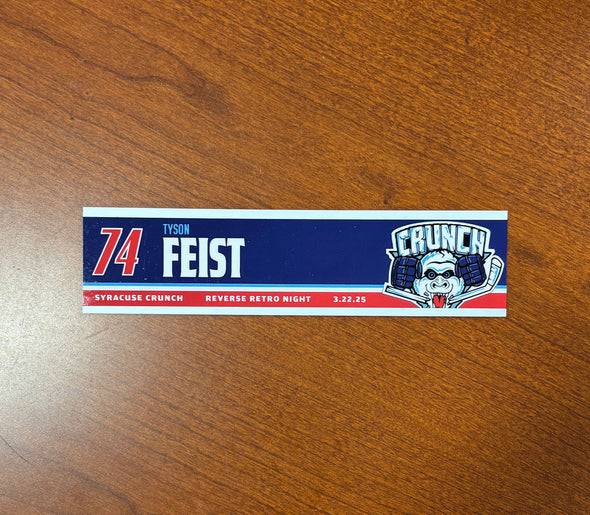 74
TYSON
FEIST
CRUNCH
SYRACUSE CRUNCH REVERSE RETRO NIGHT 3.22.25